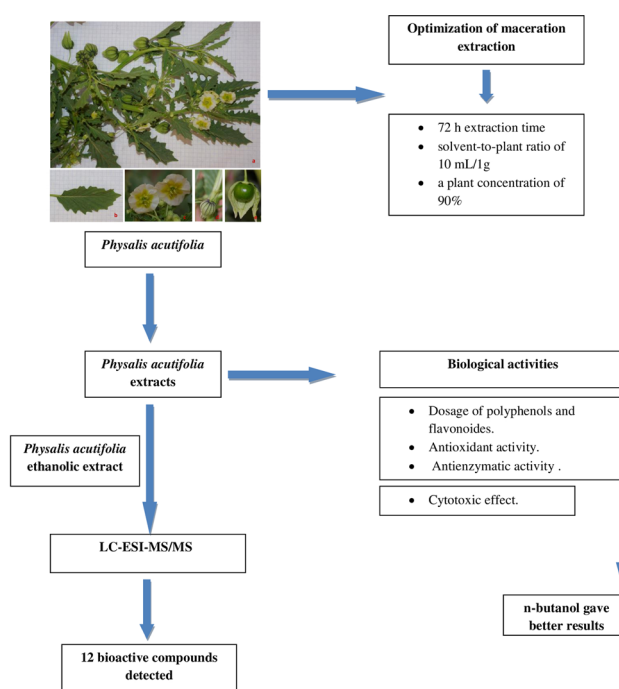 Optimization of maceration
extraction
• 72 h extraction time
• solvent-to-plant ratio of
10 mL/1g
• a plant concentration of
90%
a
b
Physalis acutifolia
Physalis acutifolia
extracts
Biological activities
• Dosage of polyphenols and
flavonoides.
• Antioxidant activity.
• Antienzymatic activity .
• Cytotoxic effect.
Physalis acutifolia
ethanolic extract
LC-ESI-MS/MS
n-butanol gave
better results
12 bioactive compounds
detected